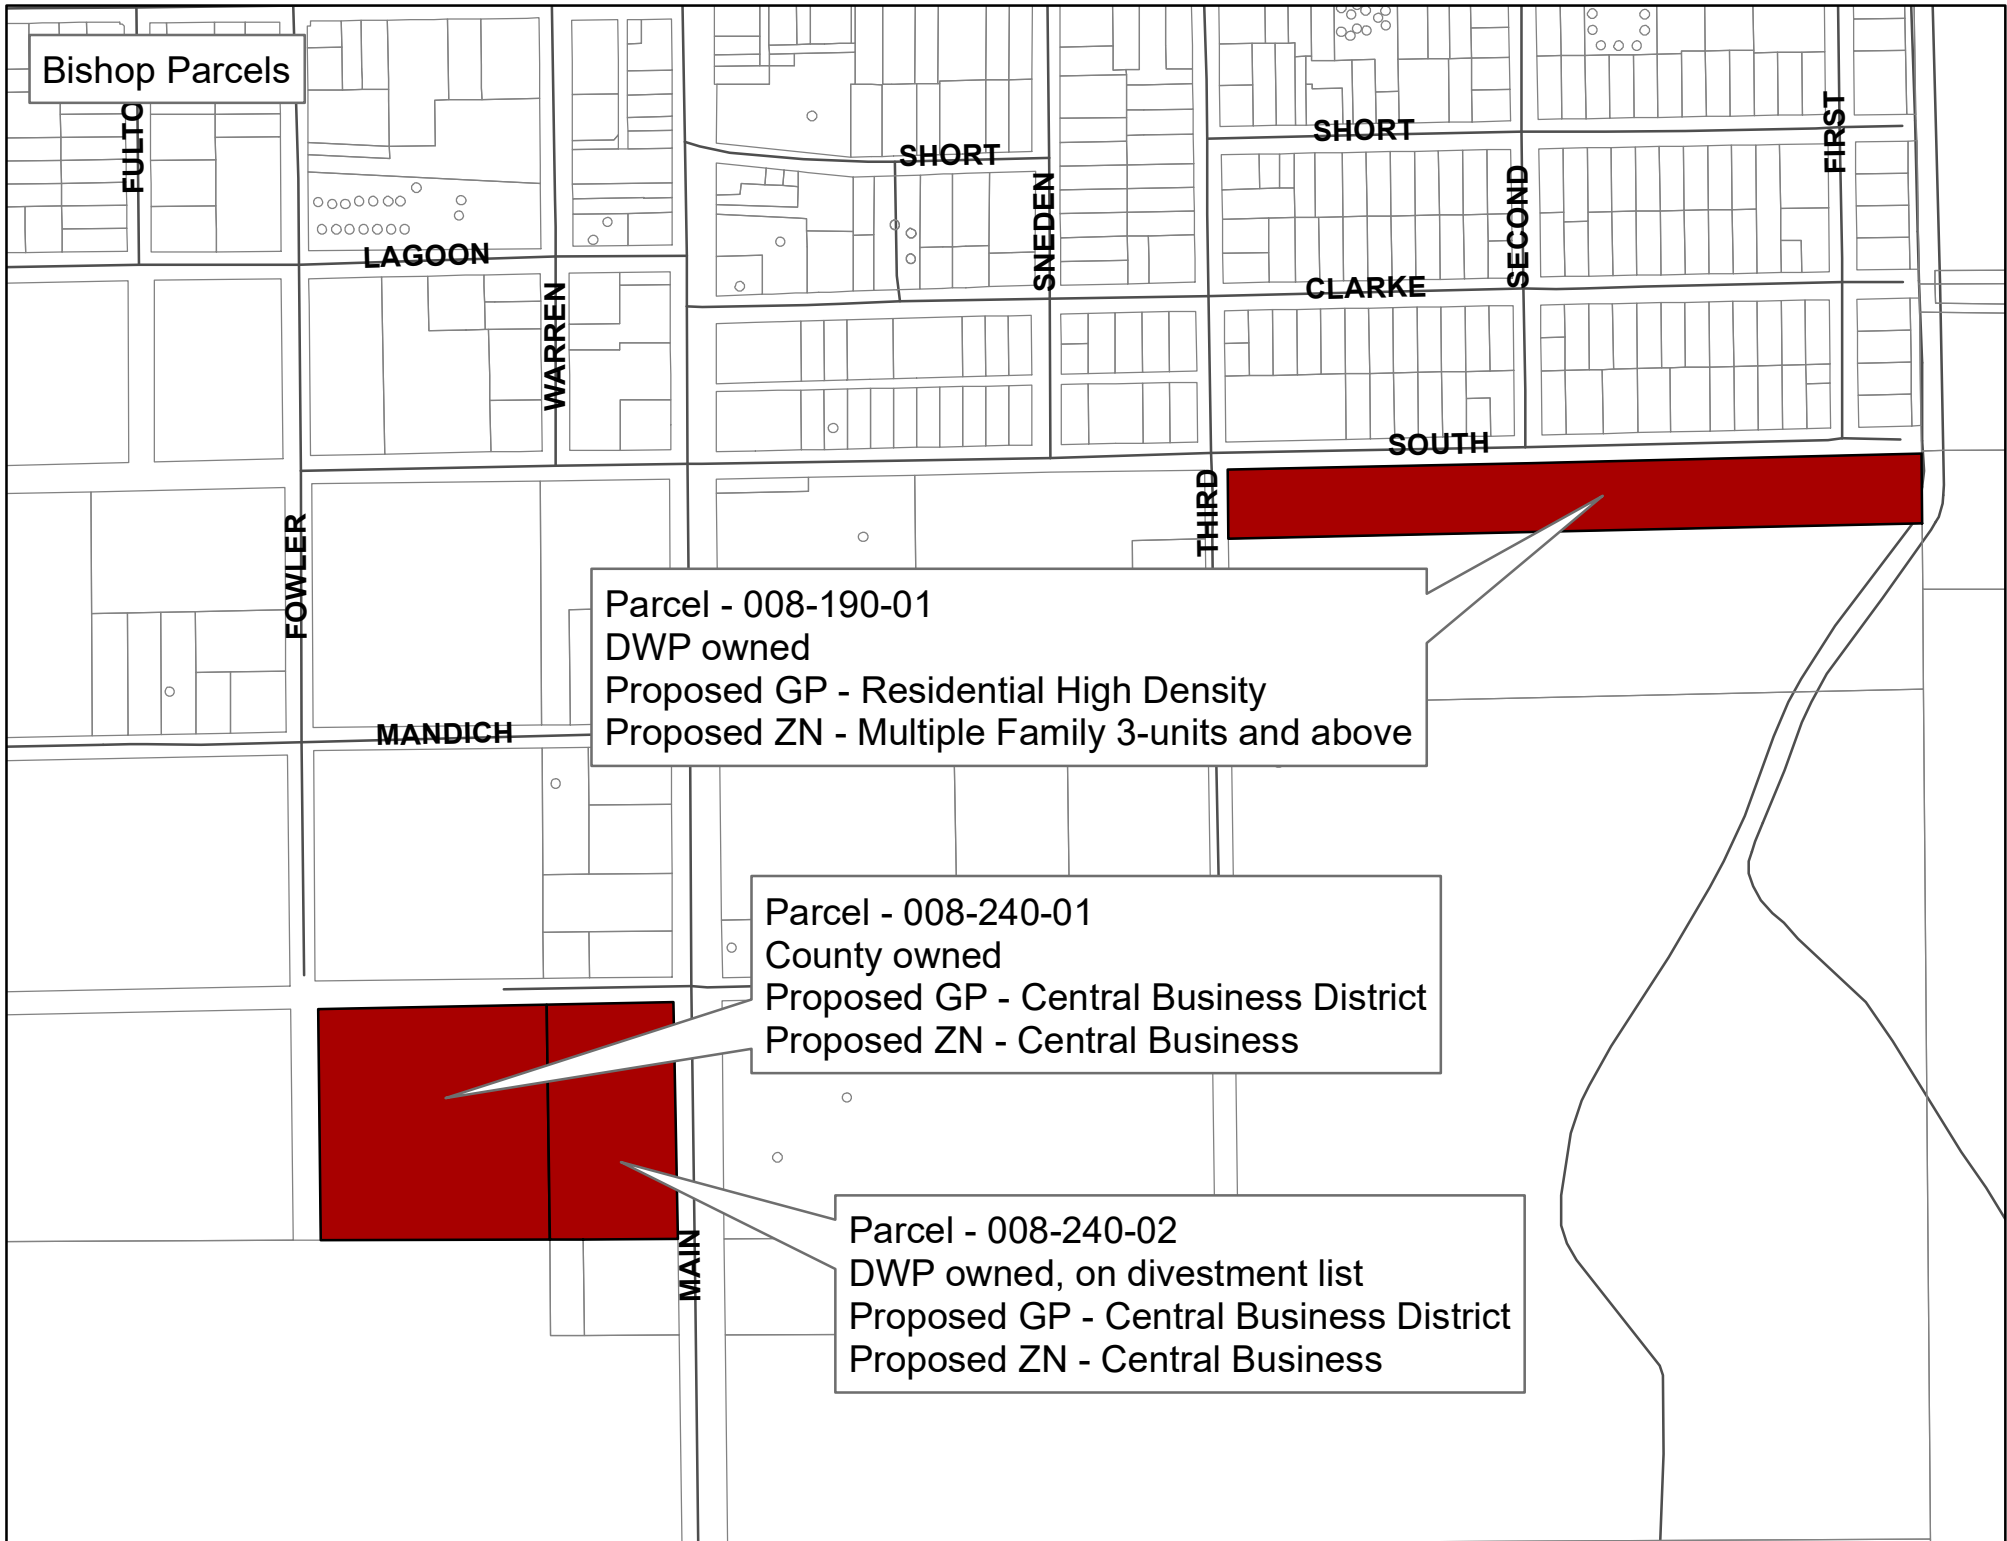 Bishop Parcels
FULTO
SHORT
SHORT
FIRST
SNEDEN
SECOND
LAGOON
WARREN
CLARKE
SOUTH
THIRD
FOWLER
Parcel - 008-190-01
DWP owned
Proposed GP - Residential High Density
Proposed ZN - Multiple Family 3-units and above
MANDICH
Parcel - 008-240-01
County owned
Proposed GP - Central Business District
Proposed ZN - Central Business
Parcel - 008-240-02
DWP owned, on divestment list
Proposed GP - Central Business District
Proposed ZN - Central Business
MAIN